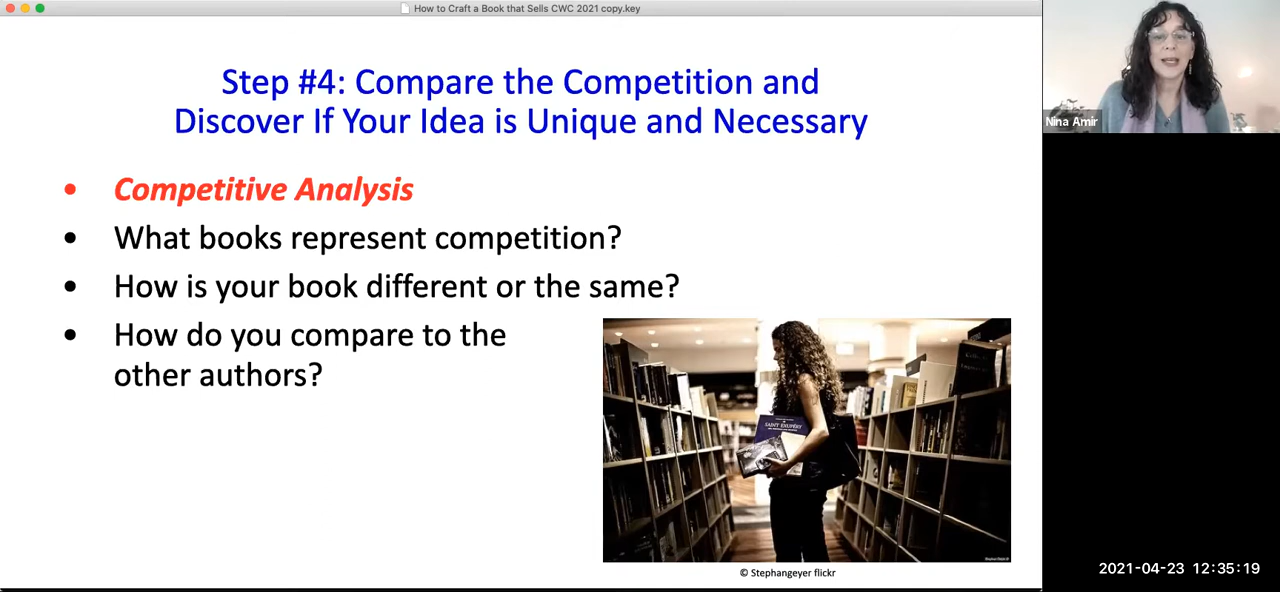 How to Craft a Book that Sells CWC 2021 copy.key
Step #4: Compare the Competition and
Discover If Your Idea is Unique and Necessary
• Competitive Analysis
• What books represent competition?
• How is your book different or the same?
• How do you compare to the
other authors?
SAINT EXUPÉRY
© Stephangeyer flickr
Nina Amir
2021-04-23 12:35:19